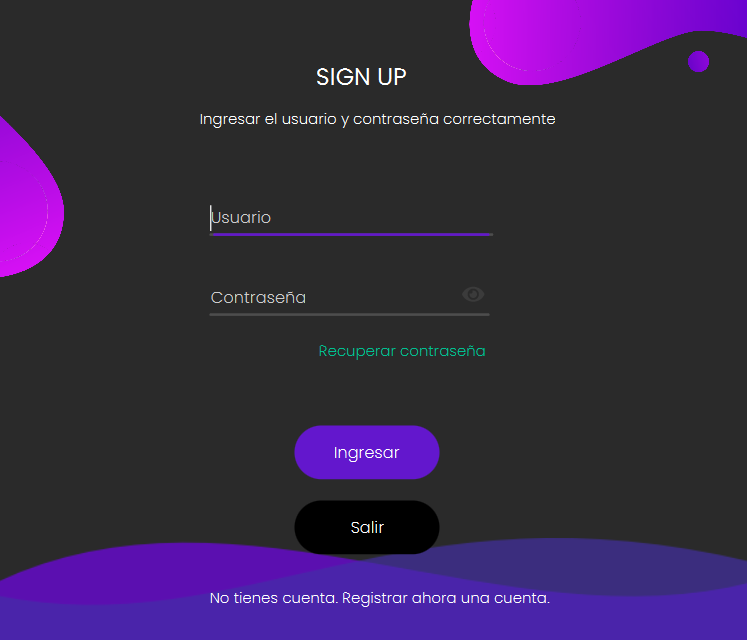 SIGN UP
Ingresar el usuario y contraseña correctamente
Usuario
Contraseña
Recuperar contraseña
Ingresar
Salir
No tienes cuenta. Registrar ahora una cuenta.